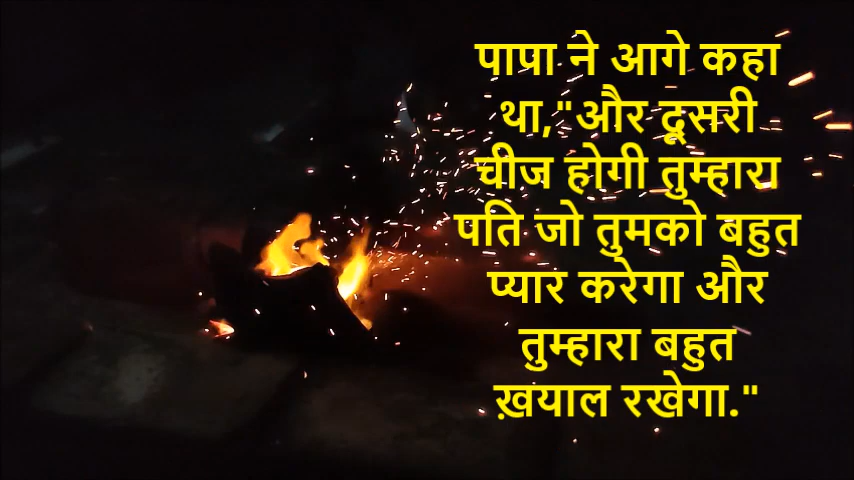 पापा ने आगे कहा
था,"और दूसरी
चीज होगी तुम्हारा
पति जो तुमको बहुत
प्यार करेगा और
तुम्हारा बहुत
ख़याल रखेगा."